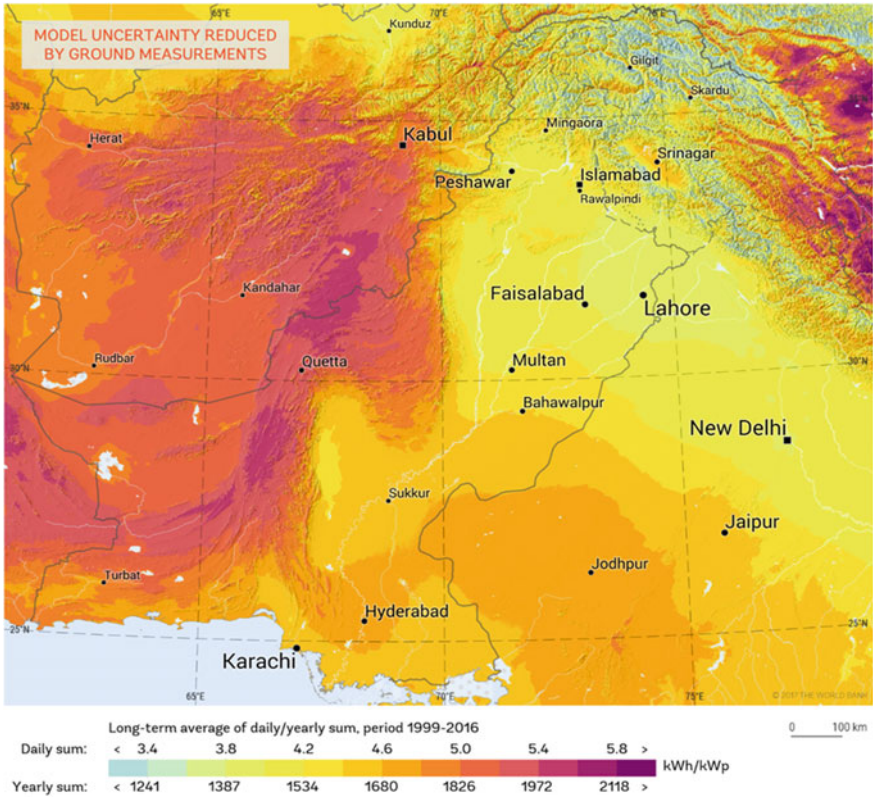 MODEL UNCERTAINTY REDUCED
BY GROUND MEASUREMENTS
65°E
70°E
75°E
Kunduz
Gilgit
Skardu
35°N
Herat
Kabul
Mingaora
Srinagar
Peshawar
Islamabad
Rawalpindi
Kandahar
Faisalabad
Lahore
Rudbar
Quetta
Multan
30°N
30°N
Bahawalpur
New Delhi
Sukkur
Jaipur
Turbat
Jodhpur
Hyderabad
25°N
25°N
Karachi
65°E
70°E
75°E
© 2017 THE WORLD BANK
Long-term average of daily/yearly sum, period 1999-2016
0 100 km
Daily sum: < 3.4 3.8 4.2 4.6 5.0 5.4 5.8 >
kWh/kWp
Yearly sum: < 1241 1387 1534 1680 1826 1972 2118 >